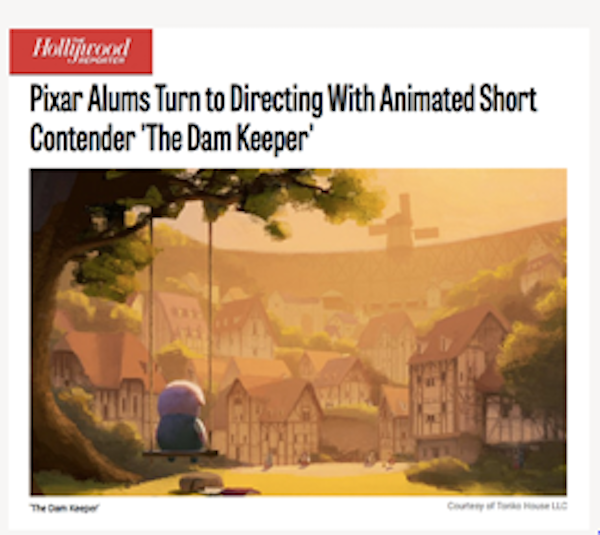 THE
Hollywood
REPORTER
Pixar Alums Turn to Directing With Animated Short
Contender 'The Dam Keeper'
'The Dam Keeper'
Courtesy of Tonko House LLC